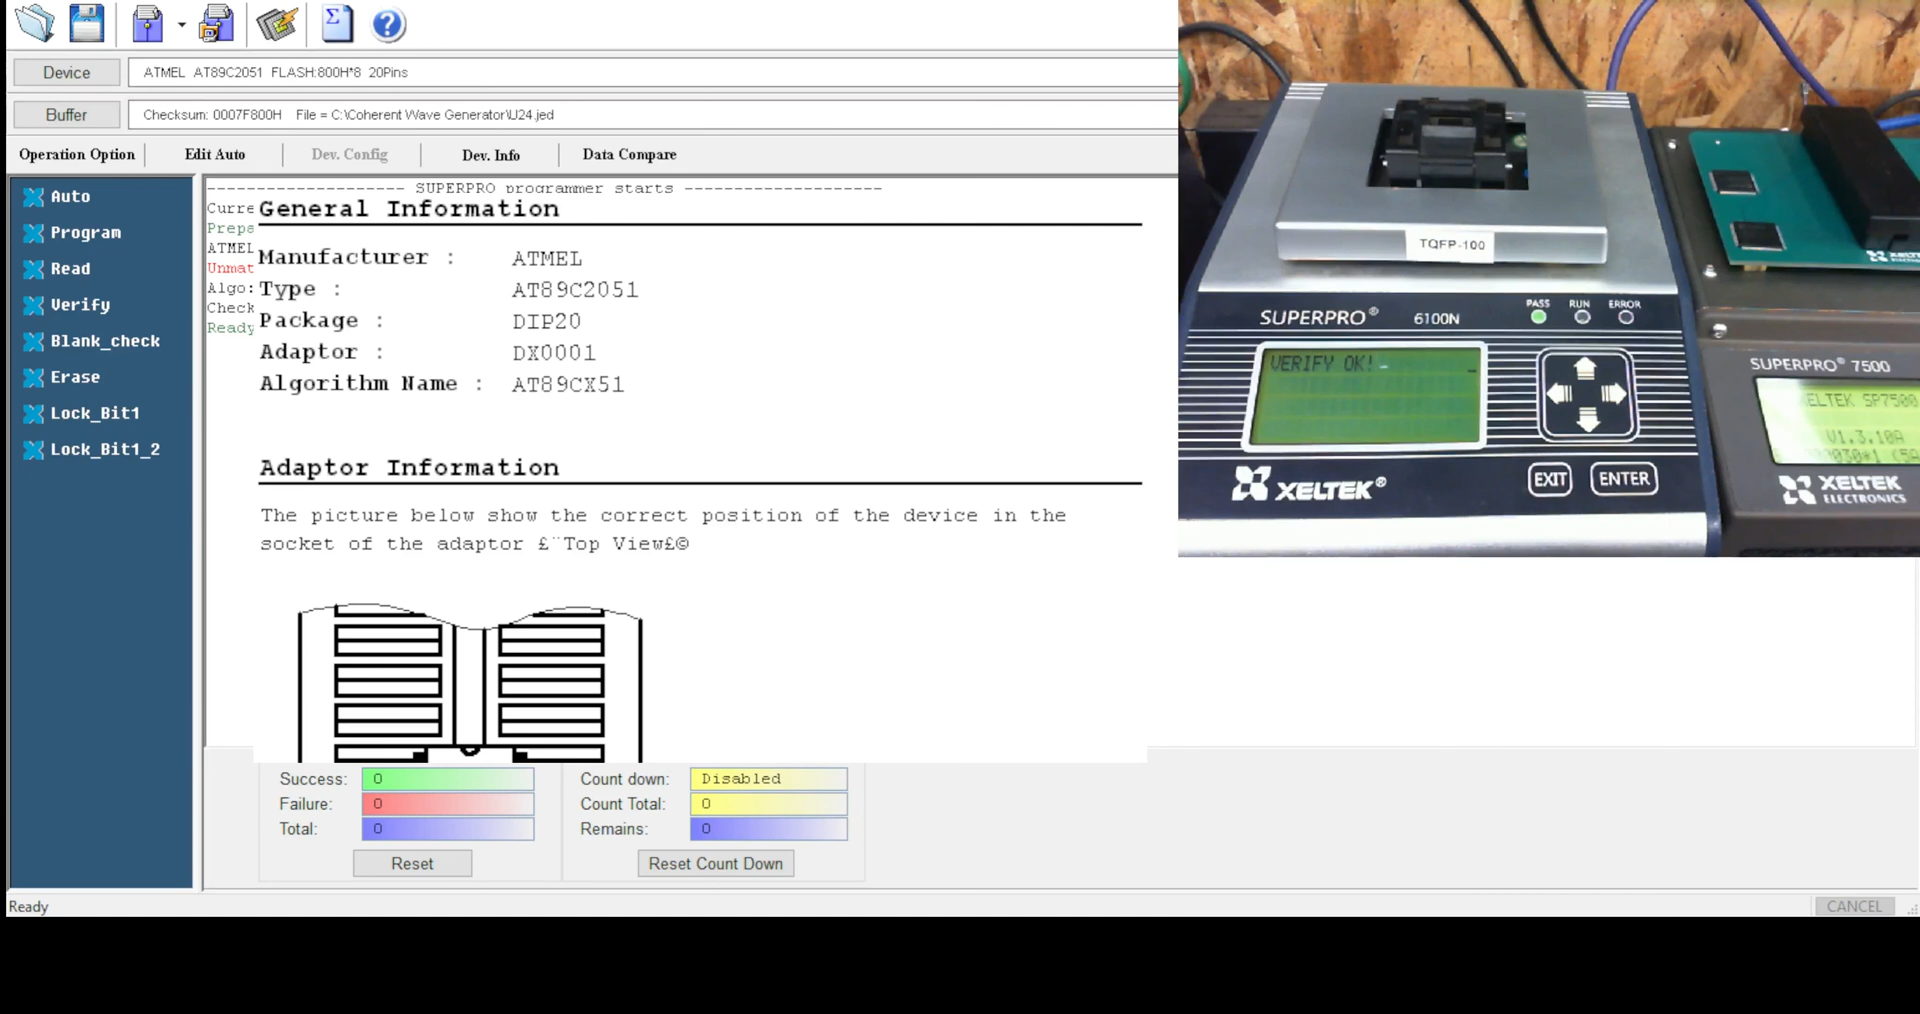 Device
ATMEL AT89C2051 FLASH:800H*8 20Pins
Buffer
Checksum: 0007F800H File = C:\Coherent Wave Generator\U24.jed
Operation Option
Edit Auto
Dev. Config
Dev. Info
Data Compare
Auto
Program
Read
Verify
Blank_check
Erase
Lock_Bit1
Lock_Bit1_2
------------------- SUPERPRO programmer starts -------------------
Curre
Prepa
ATMEL
Unmat
Algo:
Check
Ready
General Information
Manufacturer : ATMEL
Type : AT89C2051
Package : DIP20
Adaptor : DX0001
Algorithm Name : AT89CX51
Adaptor Information
The picture below show the correct position of the device in the
socket of the adaptor £¨Top View£©
Success: 0
Failure: 0
Total: 0
Reset
Count down: Disabled
Count Total: 0
Remains: 0
Reset Count Down
Ready
CANCEL
TQFP-100
SUPERPRO® 6100N
PASS RUN ERROR
VERIFY OK!
XELTEK®
EXIT
ENTER
SUPERPRO® 7500
ELTEK SP7500
V1.3.10A
XELTEK
ELECTRONICS